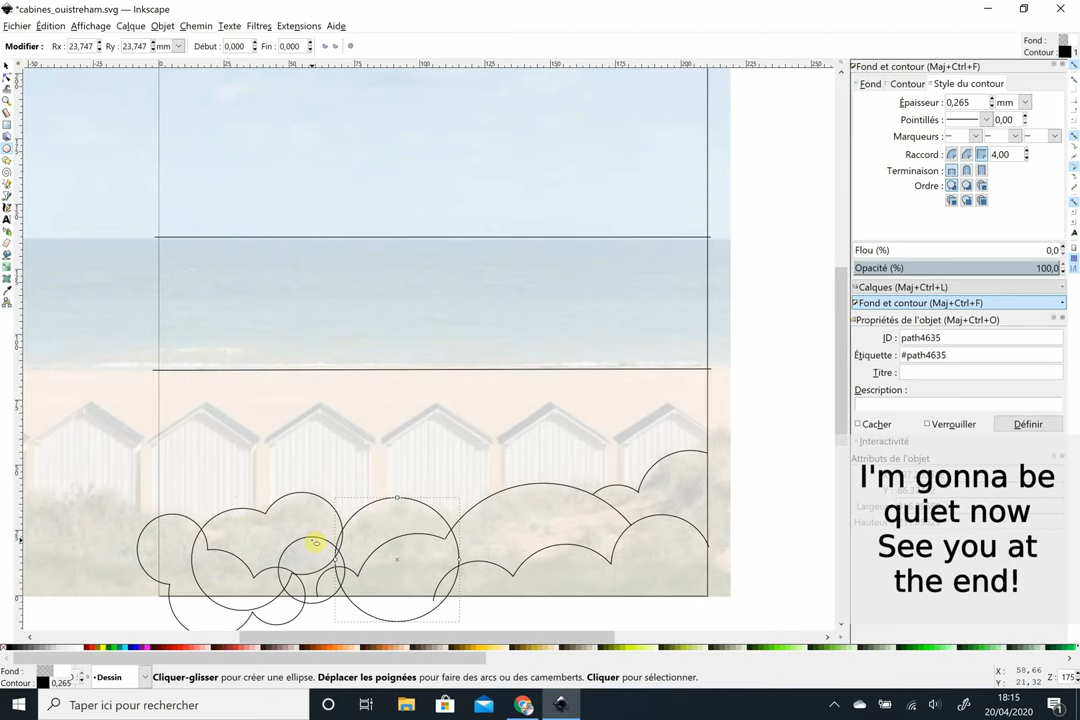 *cabines_ouistreham.svg — Inkscape
Fichier Édition Affichage Calque Objet Chemin Texte Filtres Extensions Aide
Modifier : Rx : 23,747 Ry : 23,747 mm Début : 0,000 Fin : 0,000
Fond :
Contour :
Fond et contour (Maj+Ctrl+F)
Fond Contour Style du contour
Épaisseur : 0,265 mm
Pointillés : 0,00
Marqueurs :
Raccord : 4,00
Terminaison :
Ordre :
Flou (%) 0,0
Opacité (%) 100,0
Calques (Maj+Ctrl+L)
Fond et contour (Maj+Ctrl+F)
Propriétés de l'objet (Maj+Ctrl+O)
ID : path4635
Étiquette : #path4635
Titre :
Description :
Cacher Verrouiller Définir
Interactivité
Attributs de l'objet
I'm gonna be
quiet now
See you at
the end!
Fond :
Contour : 0,265
•Dessin
Cliquer-glisser pour créer une ellipse. Déplacer les poignées pour faire des arcs ou des camemberts. Cliquer pour sélectionner.
X : 58,66
Y : 21,32
Z : 175
Taper ici pour rechercher
18:15
20/04/2020